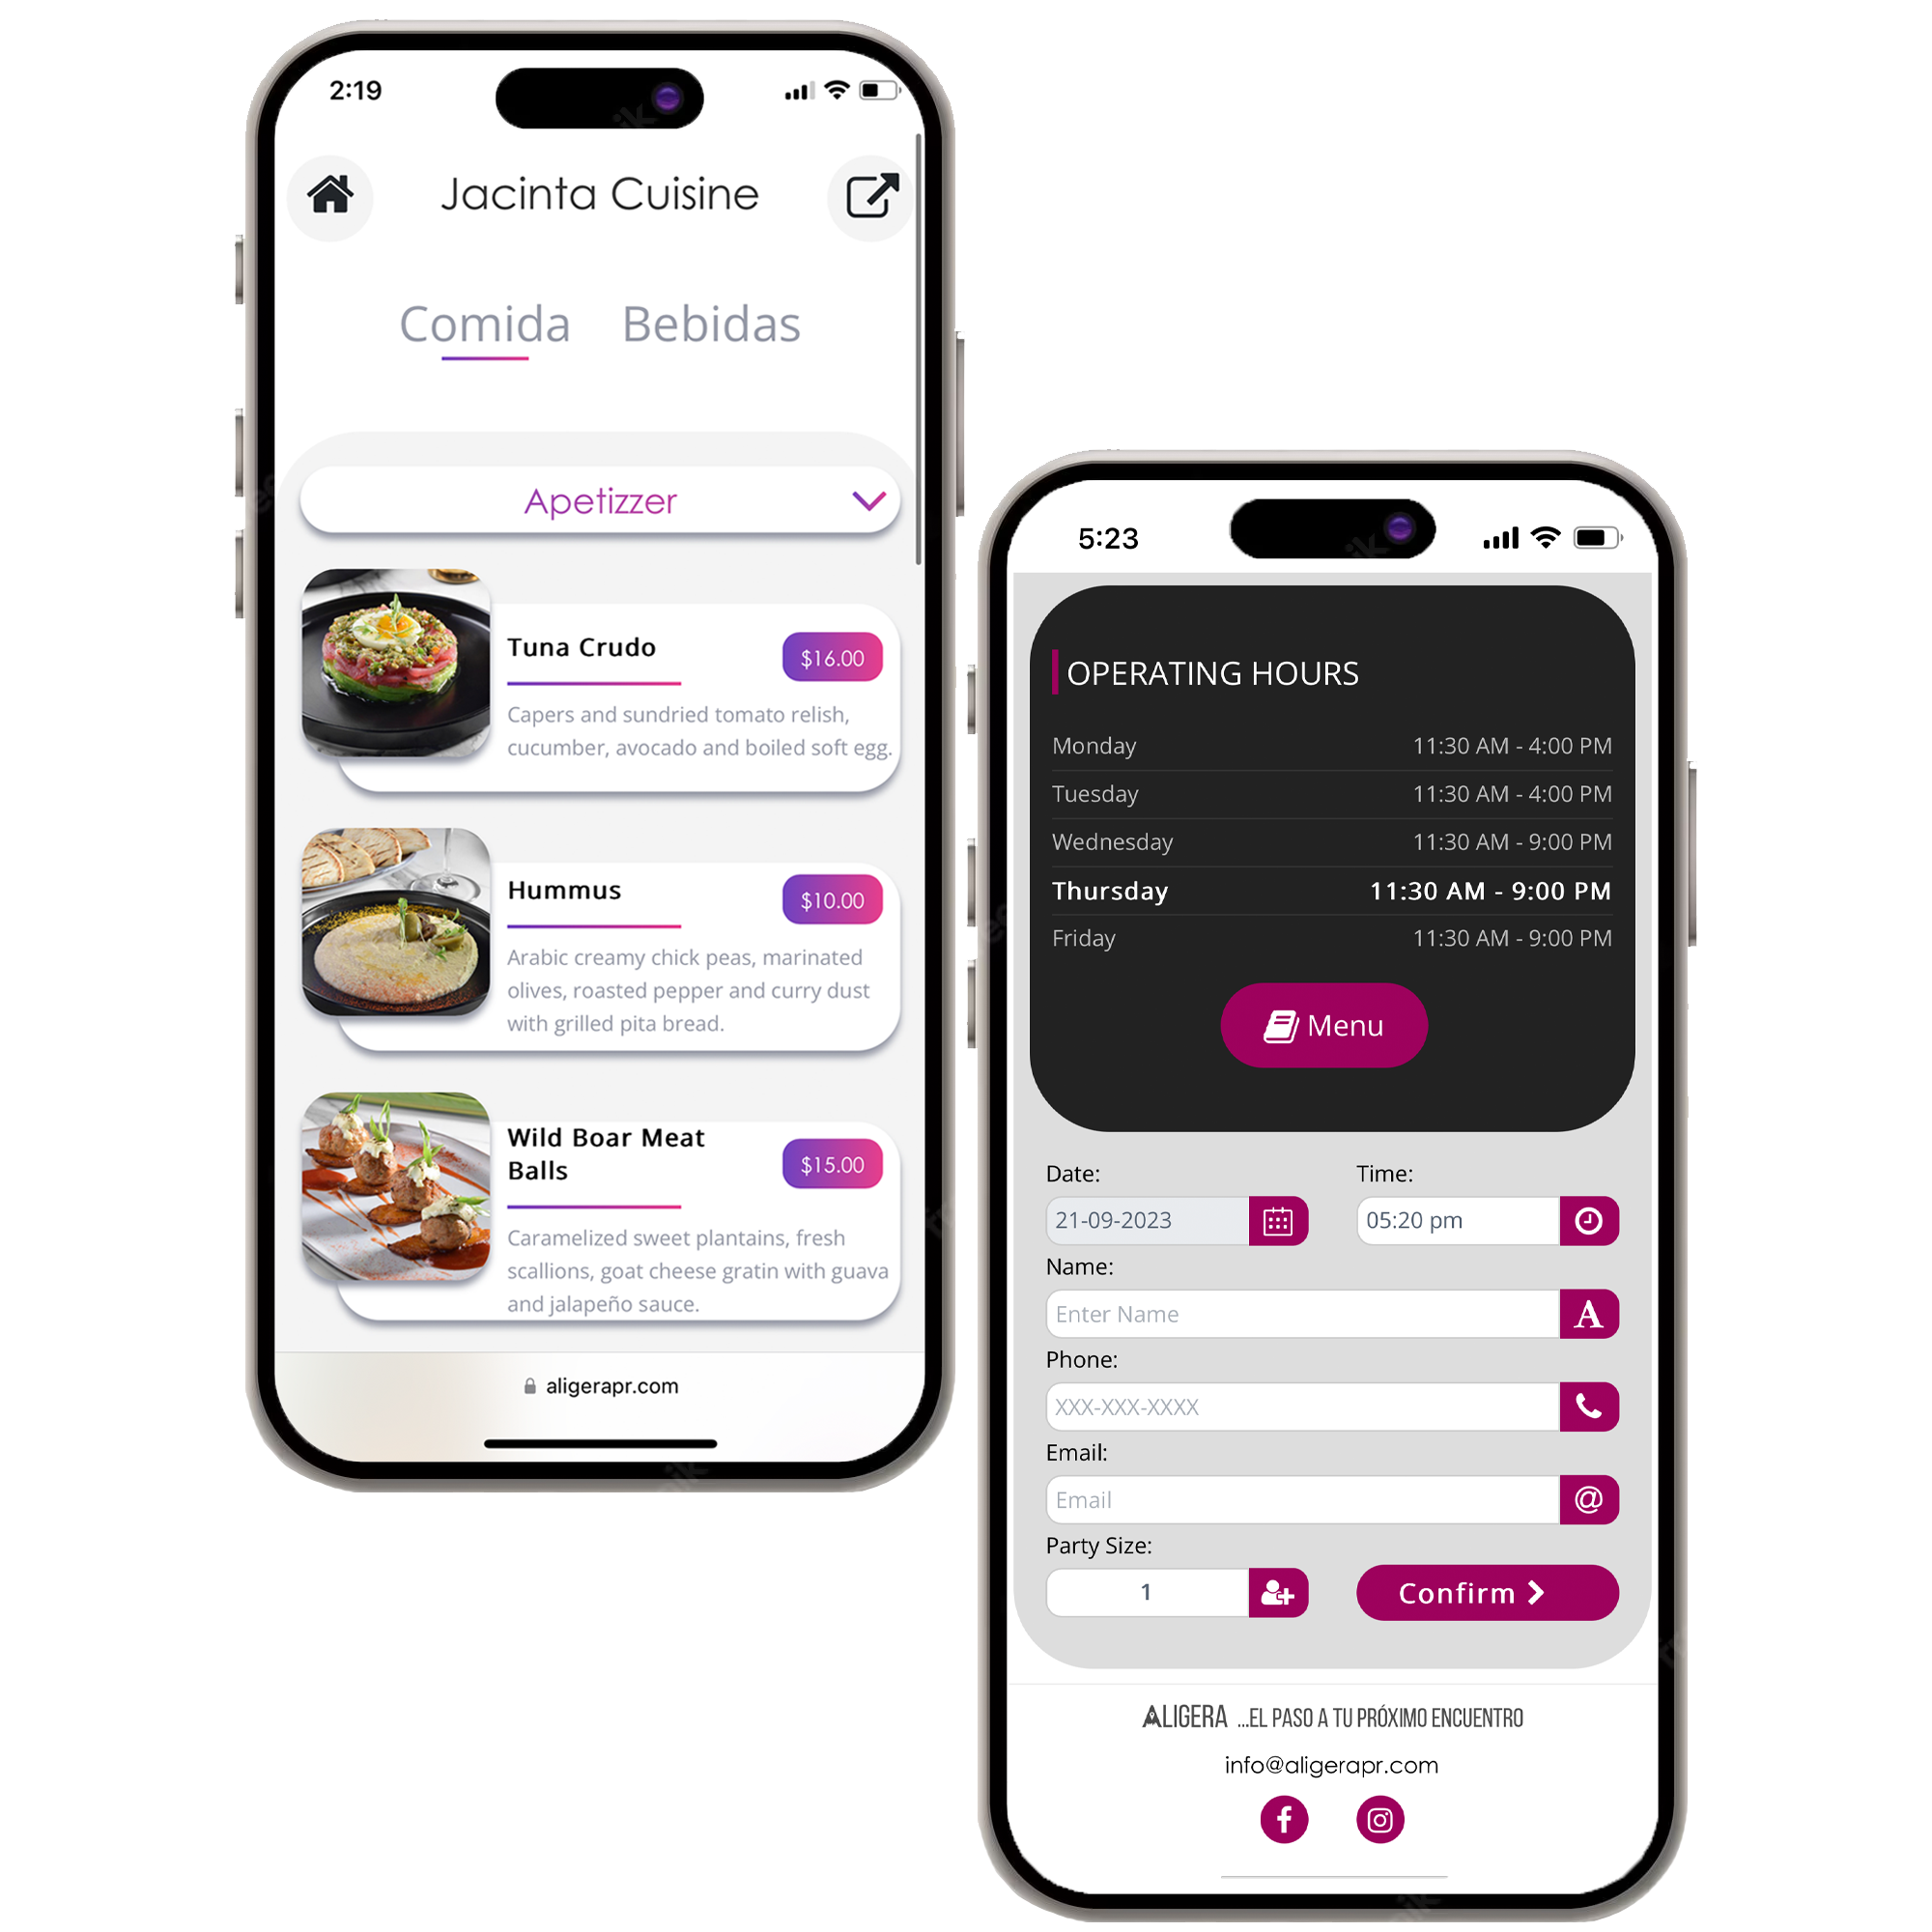 2:19
Jacinta Cuisine
Comida Bebidas
Apetizzer
Tuna Crudo
$16.00
Capers and sundried tomato relish,
cucumber, avocado and boiled soft egg.
Hummus
$10.00
Arabic creamy chick peas, marinated
olives, roasted pepper and curry dust
with grilled pita bread.
Wild Boar Meat
Balls
$15.00
Caramelized sweet plantains, fresh
scallions, goat cheese gratin with guava
and jalapeño sauce.
aligerapr.com
5:23
OPERATING HOURS
Monday 11:30 AM - 4:00 PM
Tuesday 11:30 AM - 4:00 PM
Wednesday 11:30 AM - 9:00 PM
Thursday 11:30 AM - 9:00 PM
Friday 11:30 AM - 9:00 PM
Menu
Date: Time:
21-09-2023 05:20 pm
Name:
Enter Name A
Phone:
XXX-XXX-XXXX
Email:
Email @
Party Size:
1 Confirm
ALIGERA ...EL PASO A TU PRÓXIMO ENCUENTRO
info@aligerapr.com